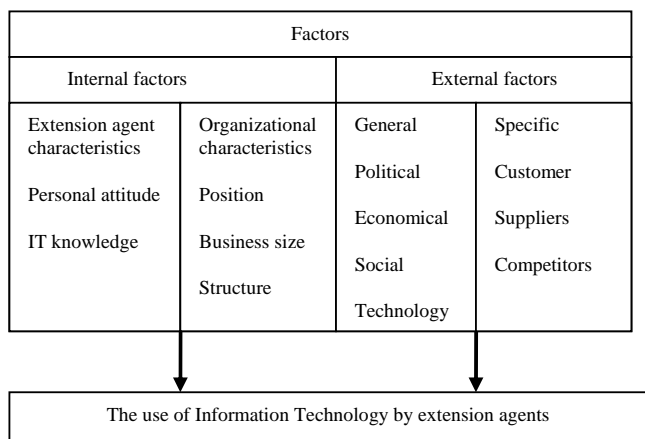 Factors
Internal factors
External factors
Extension agent
characteristics
Personal attitude
IT knowledge
Organizational
characteristics
Position
Business size
Structure
General
Political
Economical
Social
Technology
Specific
Customer
Suppliers
Competitors
The use of Information Technology by extension agents